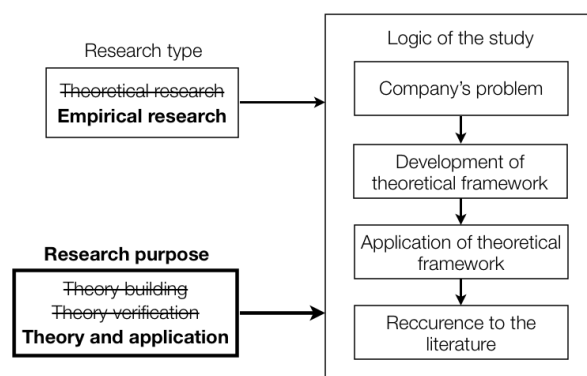 Research type
Theoretical research
Empirical research
Research purpose
Theory building
Theory verification
Theory and application
Logic of the study
Company's problem
Development of
theoretical framework
Application of theoretical
framework
Reccurence to the
literature